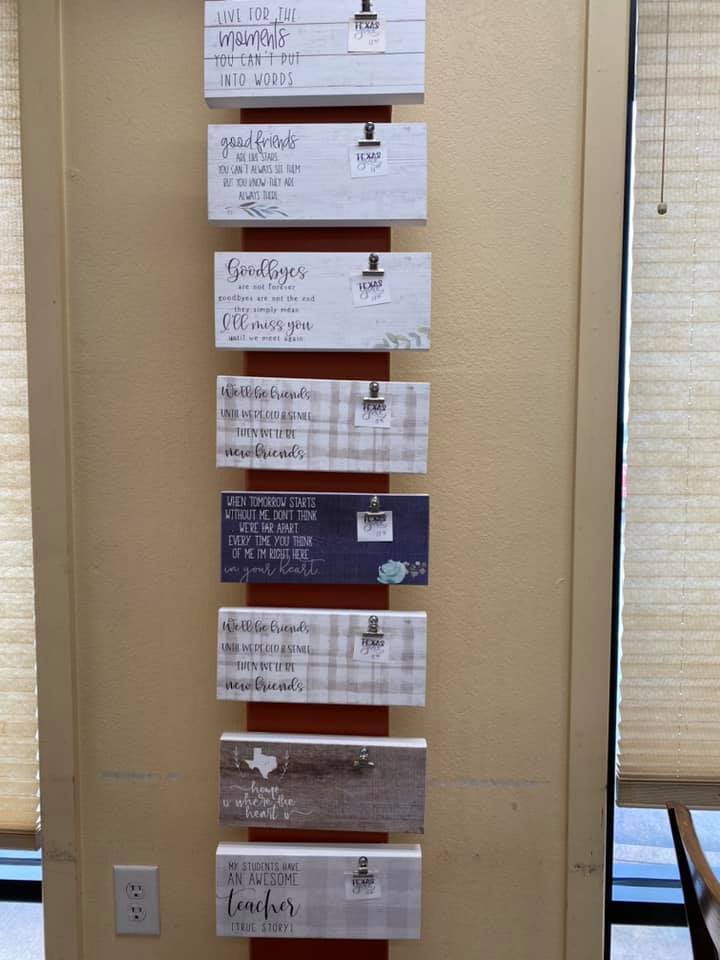 LIVE FOR THE
moments
YOU CAN'T PUT
INTO WORDS
TEXAS
good friends
ARE LIKE STARS.
YOU CAN'T ALWAYS SEE THEM
BUT YOU KNOW THEY ARE
ALWAYS THERE.
TEXAS
Goodbyes
are not forever
goodbyes are not the end
they simply mean
I'll miss you
until we meet again.
TEXAS
We'll be friends
UNTIL WE'RE OLD & SENILE
THEN WE'LL BE
new friends
TEXAS
WHEN TOMORROW STARTS
WITHOUT ME, DON'T THINK
WE'RE FAR APART
EVERY TIME YOU THINK
OF ME I'M RIGHT HERE
in your heart.
TEXAS
We'll be friends
UNTIL WE'RE OLD & SENILE
THEN WE'LL BE
new friends
TEXAS
home
is where the
heart is
MY STUDENTS HAVE
AN AWESOME
teacher
[TRUE STORY]
TEXAS